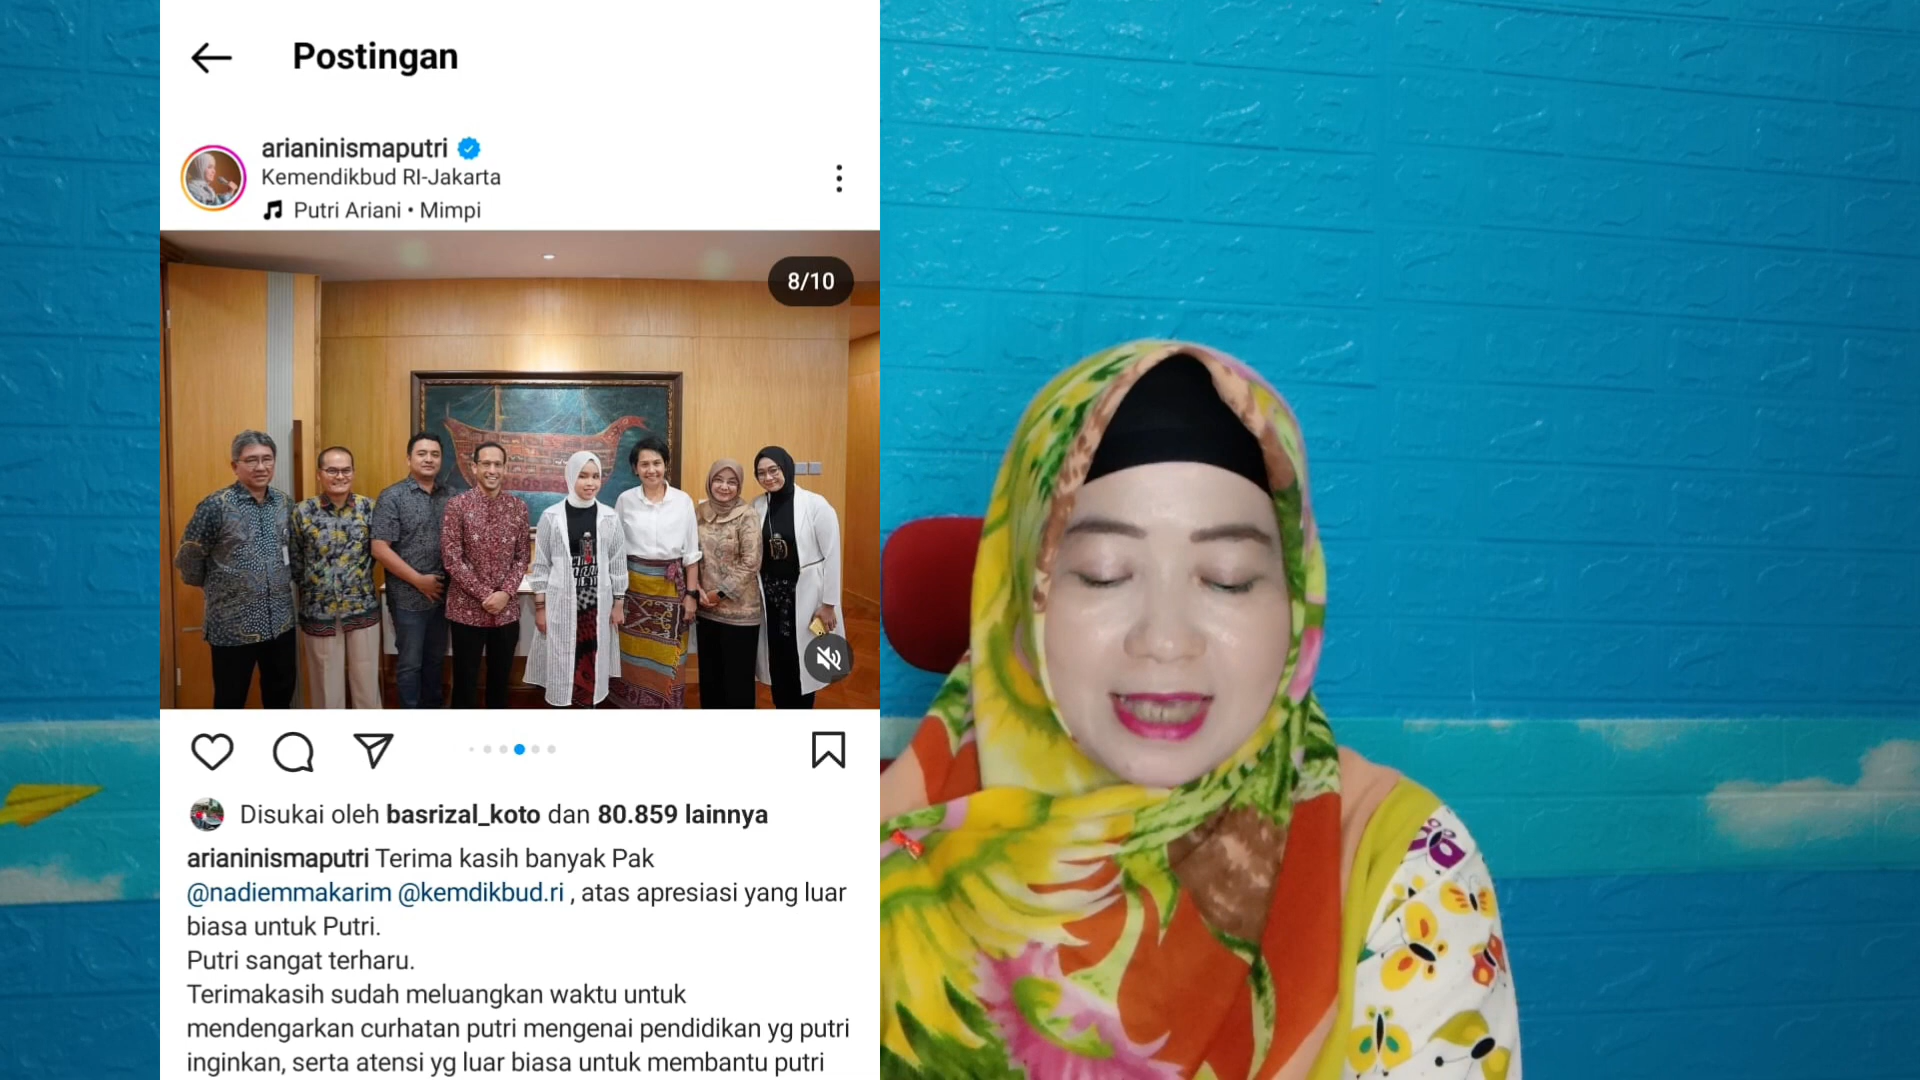 Postingan
arianinismaputri
Kemendikbud RI-Jakarta
Putri Ariani • Mimpi
8/10
Disukai oleh basrizal_koto dan 80.859 lainnya
arianinismaputri Terima kasih banyak Pak
@nadiemmakarim @kemdikbud.ri , atas apresiasi yang luar
biasa untuk Putri.
Putri sangat terharu.
Terimakasih sudah meluangkan waktu untuk
mendengarkan curhatan putri mengenai pendidikan yg putri
inginkan, serta atensi yg luar biasa untuk membantu putri